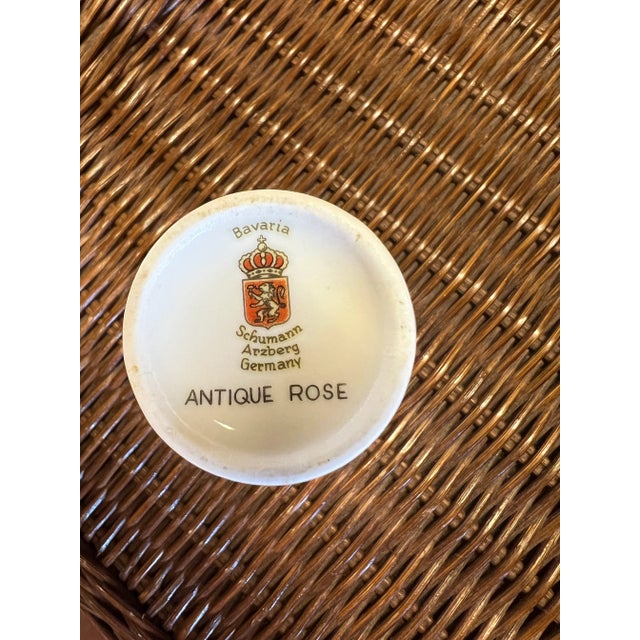 Bavaria
Schumann
Arzberg
Germany
ANTIQUE ROSE